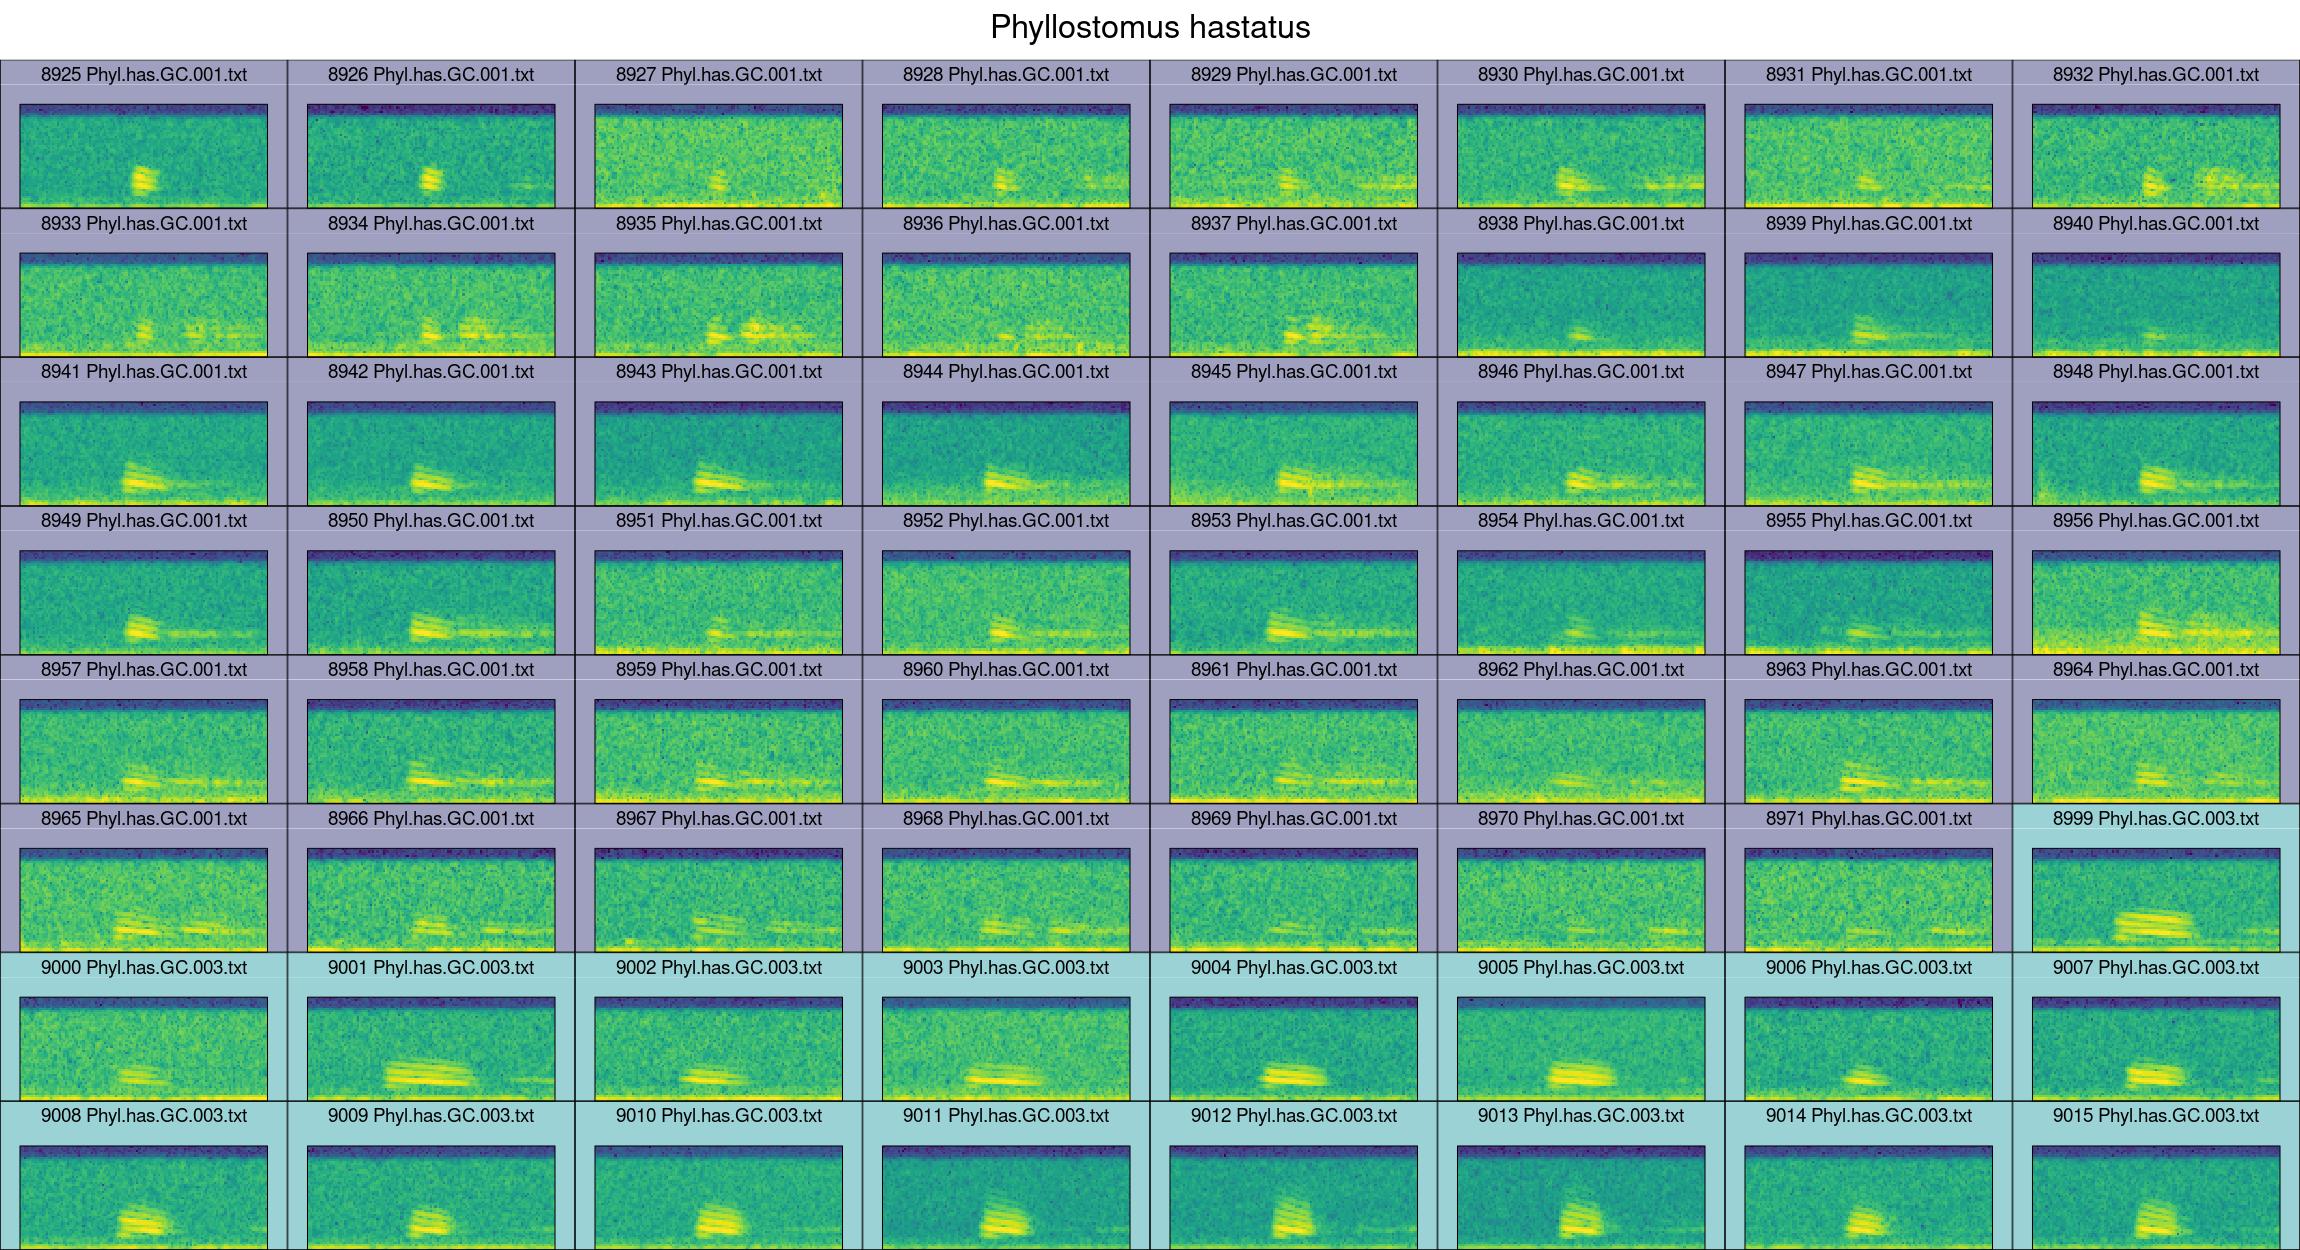 Phyllostomus hastatus
8925 Phyl.has.GC.001.txt 8926 Phyl.has.GC.001.txt 8927 Phyl.has.GC.001.txt 8928 Phyl.has.GC.001.txt 8929 Phyl.has.GC.001.txt 8930 Phyl.has.GC.001.txt 8931 Phyl.has.GC.001.txt 8932 Phyl.has.GC.001.txt
8933 Phyl.has.GC.001.txt 8934 Phyl.has.GC.001.txt 8935 Phyl.has.GC.001.txt 8936 Phyl.has.GC.001.txt 8937 Phyl.has.GC.001.txt 8938 Phyl.has.GC.001.txt 8939 Phyl.has.GC.001.txt 8940 Phyl.has.GC.001.txt
8941 Phyl.has.GC.001.txt 8942 Phyl.has.GC.001.txt 8943 Phyl.has.GC.001.txt 8944 Phyl.has.GC.001.txt 8945 Phyl.has.GC.001.txt 8946 Phyl.has.GC.001.txt 8947 Phyl.has.GC.001.txt 8948 Phyl.has.GC.001.txt
8949 Phyl.has.GC.001.txt 8950 Phyl.has.GC.001.txt 8951 Phyl.has.GC.001.txt 8952 Phyl.has.GC.001.txt 8953 Phyl.has.GC.001.txt 8954 Phyl.has.GC.001.txt 8955 Phyl.has.GC.001.txt 8956 Phyl.has.GC.001.txt
8957 Phyl.has.GC.001.txt 8958 Phyl.has.GC.001.txt 8959 Phyl.has.GC.001.txt 8960 Phyl.has.GC.001.txt 8961 Phyl.has.GC.001.txt 8962 Phyl.has.GC.001.txt 8963 Phyl.has.GC.001.txt 8964 Phyl.has.GC.001.txt
8965 Phyl.has.GC.001.txt 8966 Phyl.has.GC.001.txt 8967 Phyl.has.GC.001.txt 8968 Phyl.has.GC.001.txt 8969 Phyl.has.GC.001.txt 8970 Phyl.has.GC.001.txt 8971 Phyl.has.GC.001.txt 8999 Phyl.has.GC.003.txt
9000 Phyl.has.GC.003.txt 9001 Phyl.has.GC.003.txt 9002 Phyl.has.GC.003.txt 9003 Phyl.has.GC.003.txt 9004 Phyl.has.GC.003.txt 9005 Phyl.has.GC.003.txt 9006 Phyl.has.GC.003.txt 9007 Phyl.has.GC.003.txt
9008 Phyl.has.GC.003.txt 9009 Phyl.has.GC.003.txt 9010 Phyl.has.GC.003.txt 9011 Phyl.has.GC.003.txt 9012 Phyl.has.GC.003.txt 9013 Phyl.has.GC.003.txt 9014 Phyl.has.GC.003.txt 9015 Phyl.has.GC.003.txt